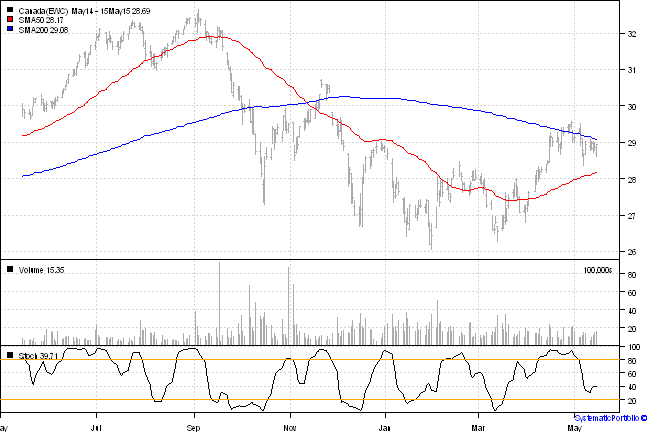 Canada(EWC) May14 - 15May15 28.69
SMA50 28.17
SMA200 29.08
32
31
30
29
28
27
26
Volume 15.35
100,000s
80
60
40
20
Stoch 39.71
100
80
60
40
20
ay
Jul
Sep
Nov
Jan
Mar
May
SystematicPortfolio ©